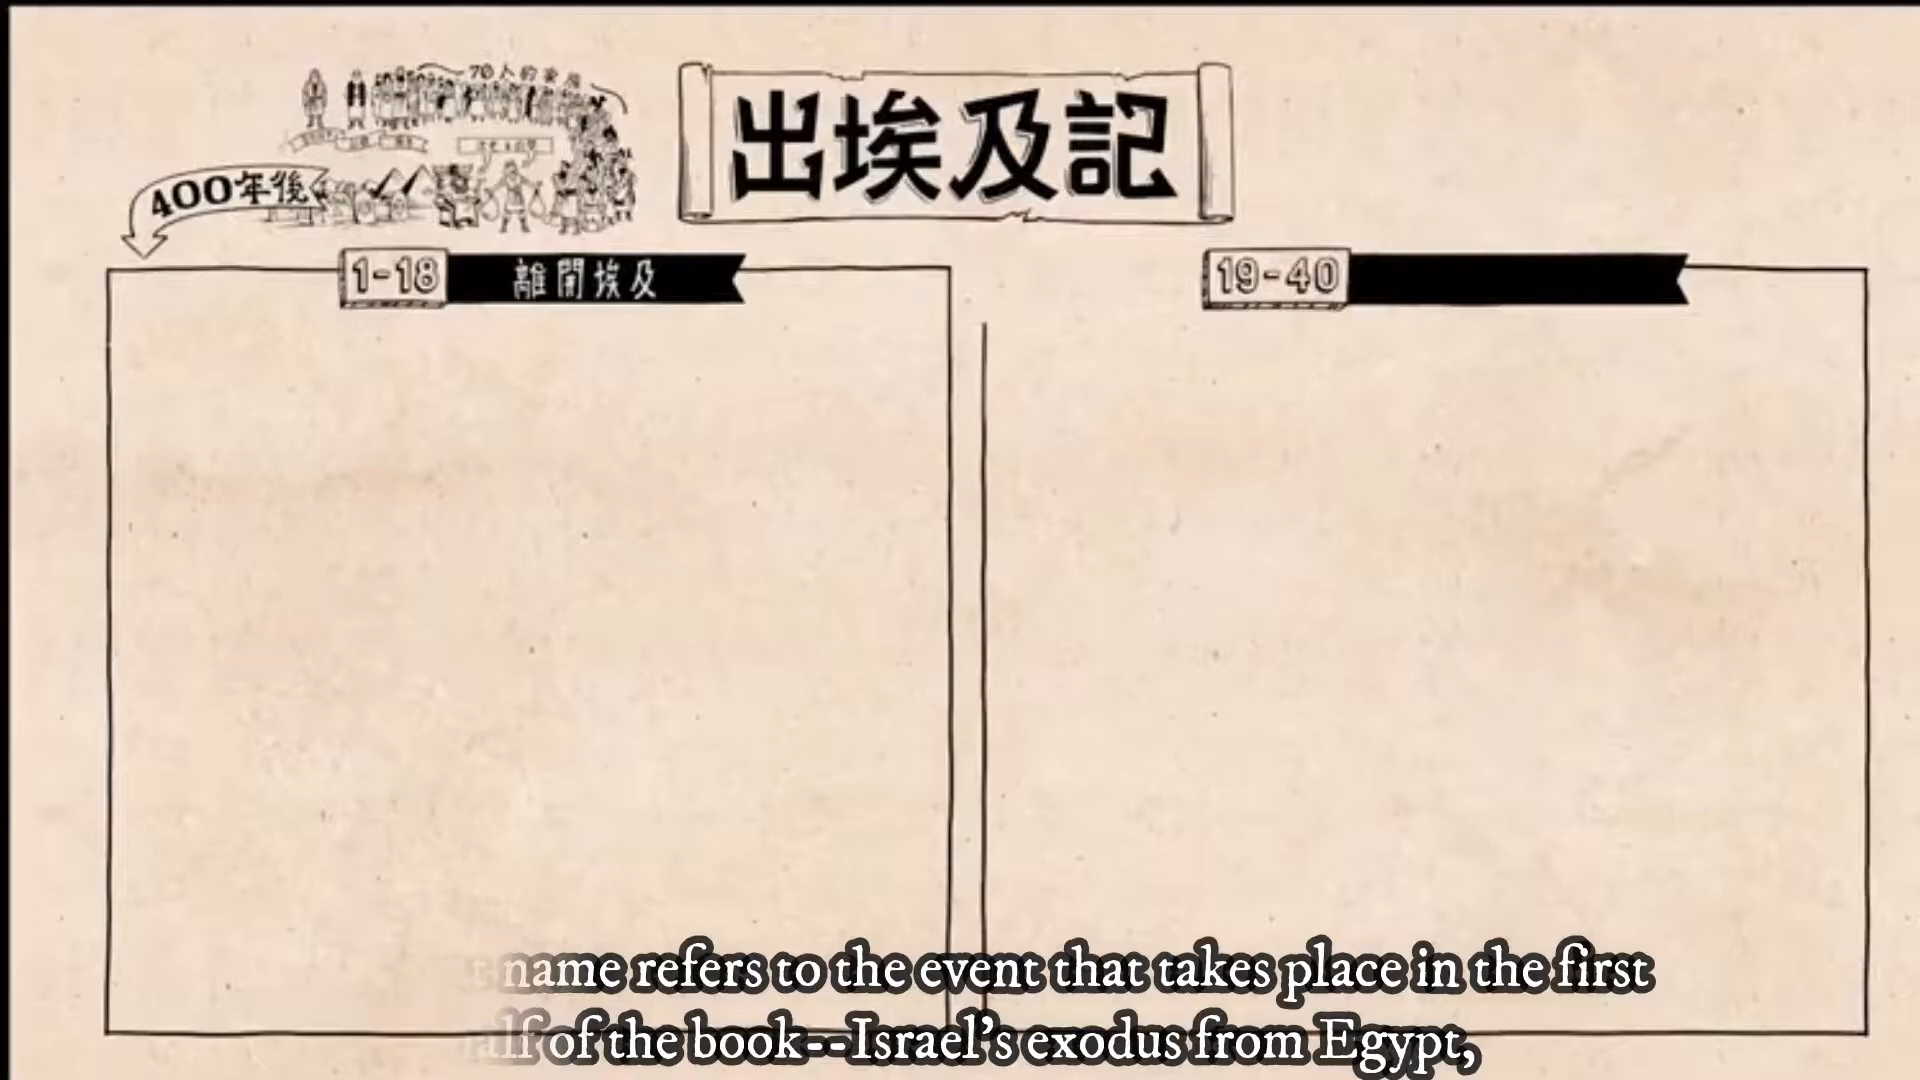 70人的家族
出埃及記
400年後
1-18 離開埃及
19-40
name refers to the event that takes place in the first
half of the book--Israel's exodus from Egypt,